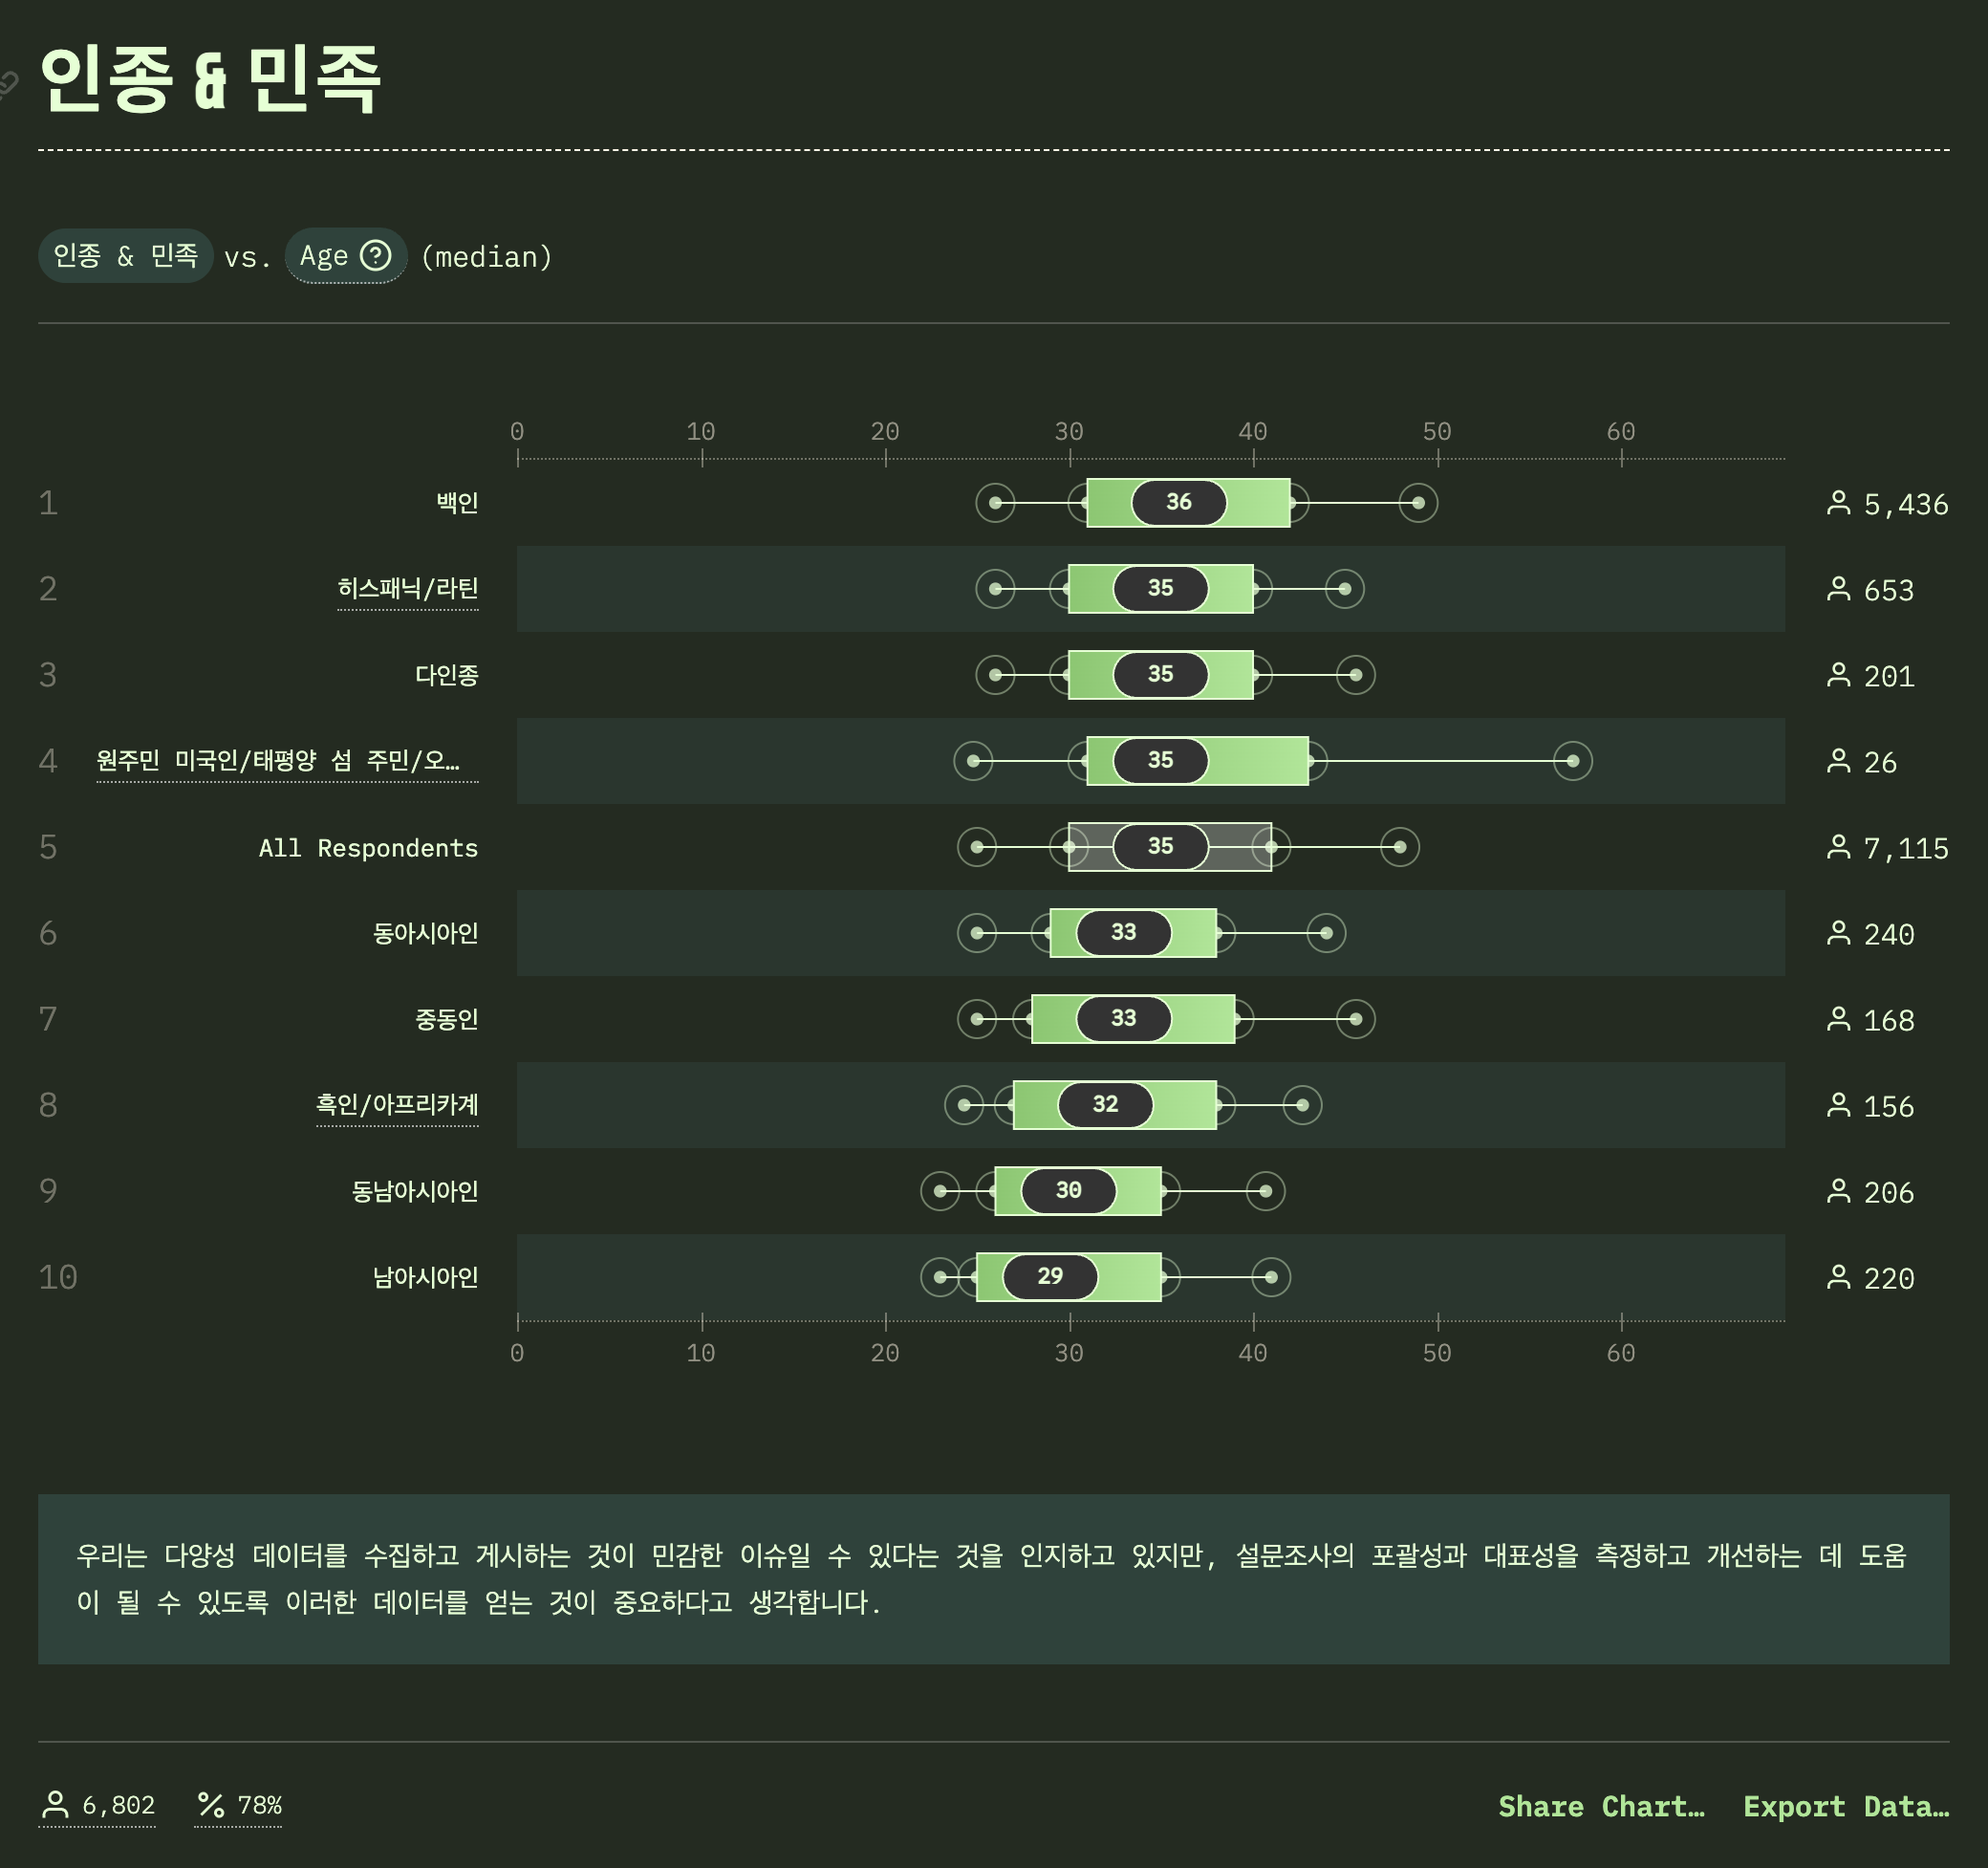 인종 & 민족
인종 & 민족 vs. Age (median)
0 10 20 30 40 50 60
1 백인 36 5,436
2 히스패닉/라틴 35 653
3 다인종 35 201
4 원주민 미국인/태평양 섬 주민/오… 35 26
5 All Respondents 35 7,115
6 동아시아인 33 240
7 중동인 33 168
8 흑인/아프리카계 32 156
9 동남아시아인 30 206
10 남아시아인 29 220
0 10 20 30 40 50 60
우리는 다양성 데이터를 수집하고 게시하는 것이 민감한 이슈일 수 있다는 것을 인지하고 있지만, 설문조사의 포괄성과 대표성을 측정하고 개선하는 데 도움
이 될 수 있도록 이러한 데이터를 얻는 것이 중요하다고 생각합니다.
6,802 78% Share Chart… Export Data…